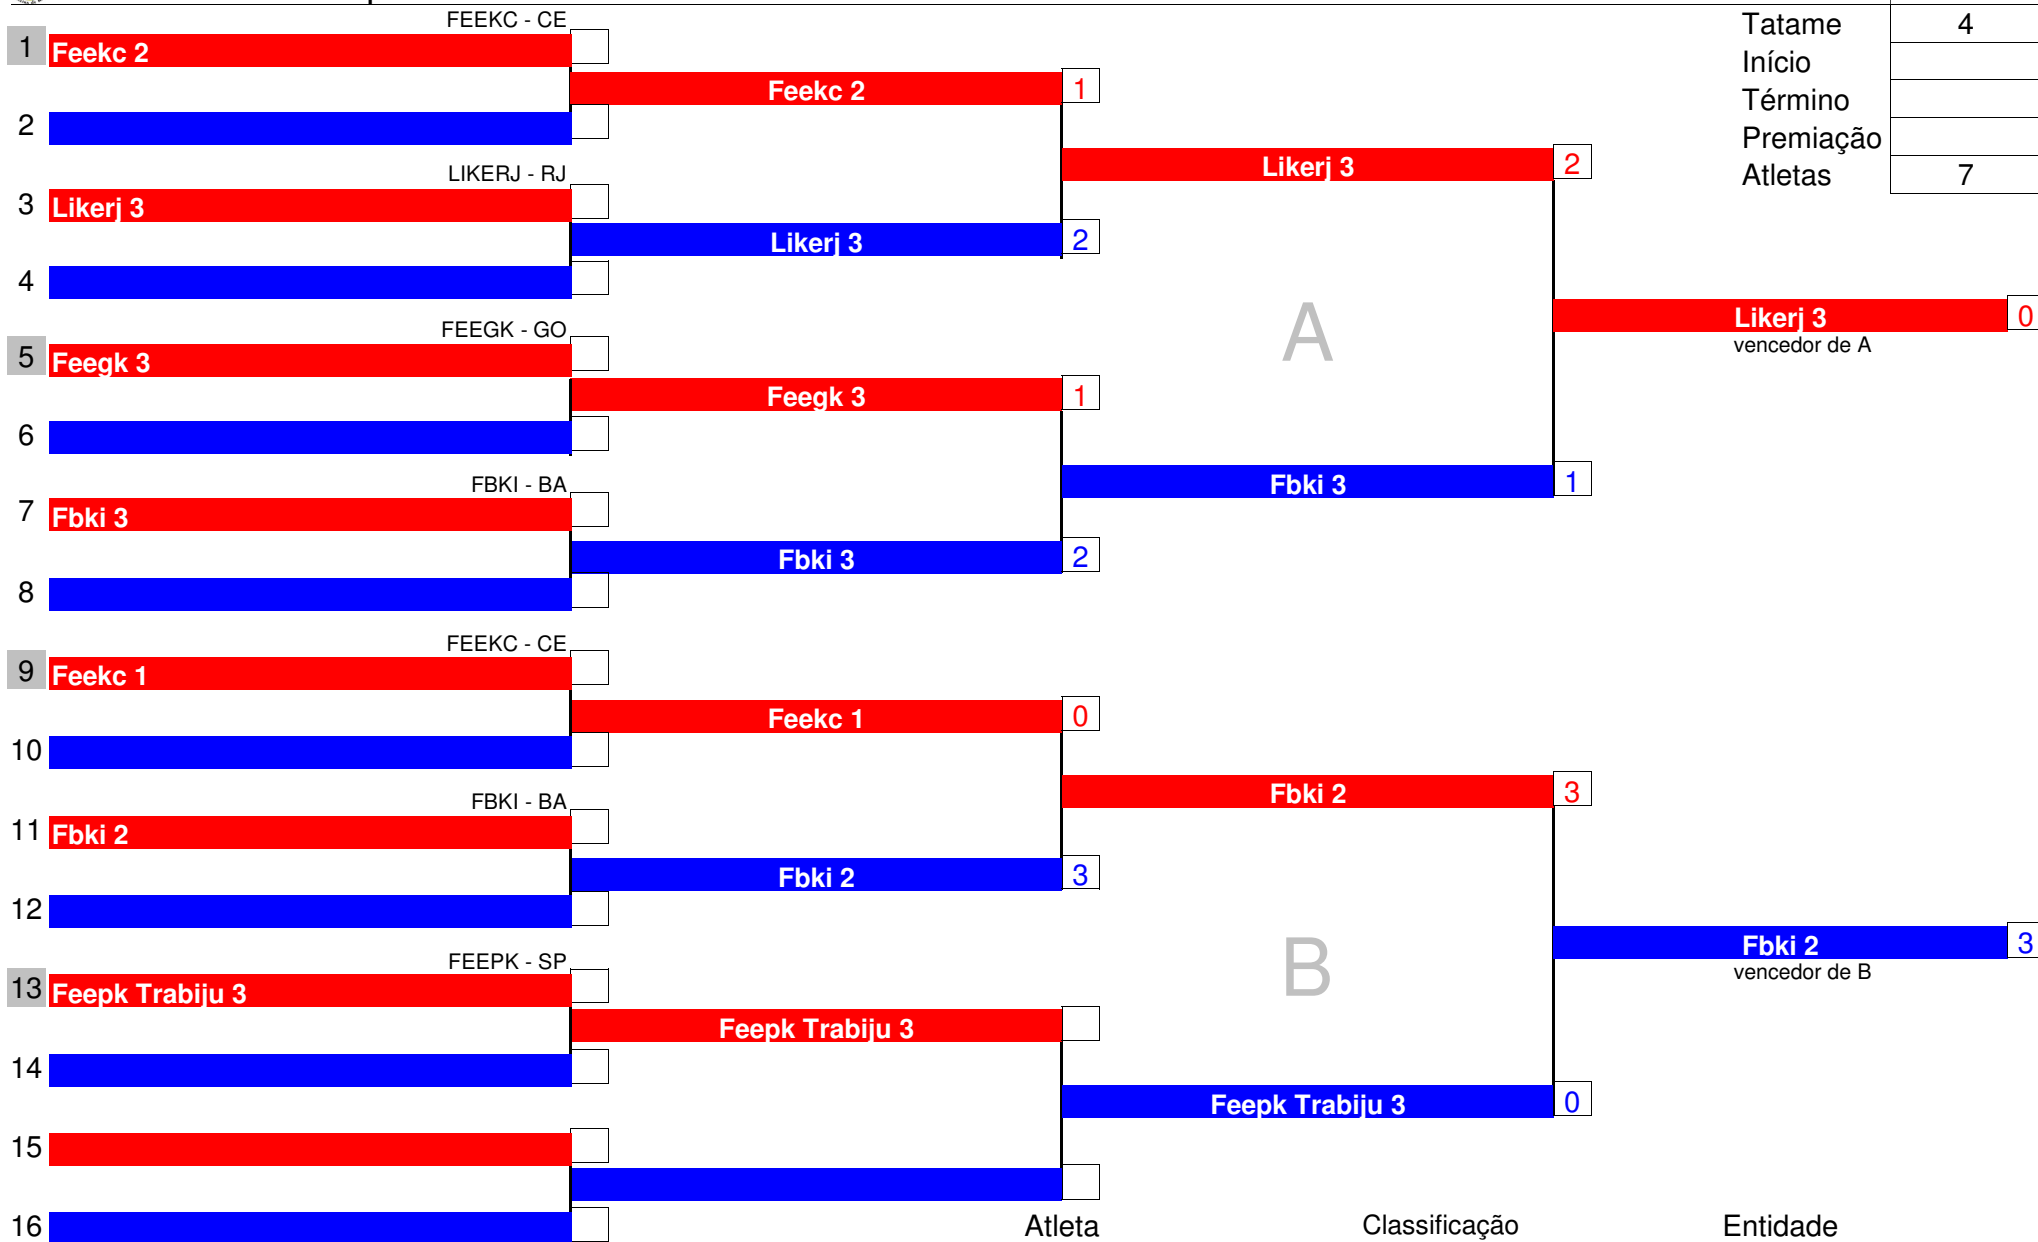 FEEKC - CE
Tatame 4
1 Feekc 2
Início
Feekc 2 1
Término
2
Premiação
Likerj 3 2
LIKERJ - RJ
Atletas 7
3 Likerj 3
Likerj 3 2
4
A
Likerj 3 0
FEEGK - GO
vencedor de A
5 Feegk 3
Feegk 3 1
6
FBKI - BA
Fbki 3 1
7 Fbki 3
Fbki 3 2
8
FEEKC - CE
9 Feekc 1
Feekc 1 0
10
Fbki 2 3
FBKI - BA
11 Fbki 2
Fbki 2 3
12
B
Fbki 2 3
FEEPK - SP
vencedor de B
13 Feepk Trabiju 3
Feepk Trabiju 3
14
Feepk Trabiju 3 0
15
16
Atleta Classificação Entidade